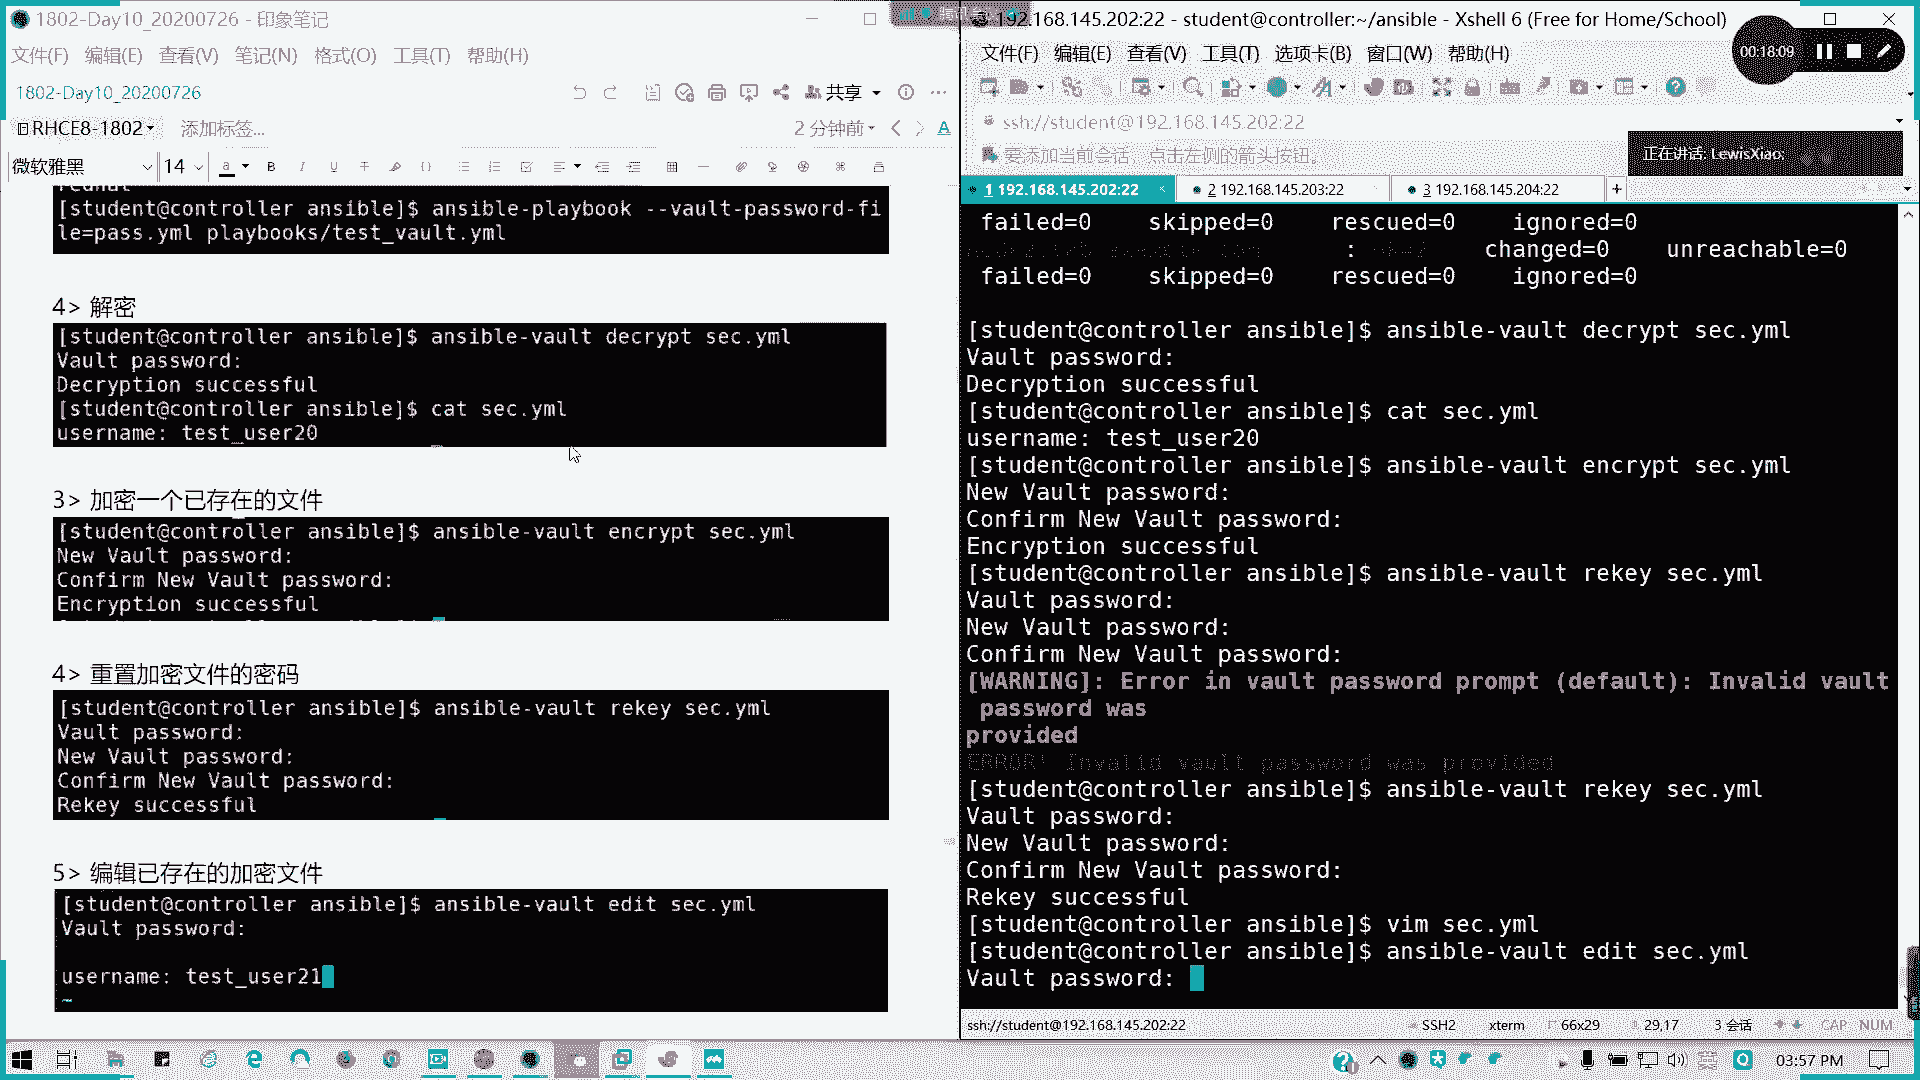 1802-Day10_20200726 - 印象笔记
文件(F) 编辑(E) 查看(V) 笔记(N) 格式(O) 工具(T) 帮助(H)
1802-Day10_20200726
共享
RHCE8-1802
添加标签...
2 分钟前
微软雅黑
14
[student@controller ansible]$ ansible-playbook --vault-password-fi
le=pass.yml playbooks/test_vault.yml
4> 解密
[student@controller ansible]$ ansible-vault decrypt sec.yml
Vault password:
Decryption successful
[student@controller ansible]$ cat sec.yml
username: test_user20
3> 加密一个已存在的文件
[student@controller ansible]$ ansible-vault encrypt sec.yml
New Vault password:
Confirm New Vault password:
Encryption successful
4> 重置加密文件的密码
[student@controller ansible]$ ansible-vault rekey sec.yml
Vault password:
New Vault password:
Confirm New Vault password:
Rekey successful
5> 编辑已存在的加密文件
[student@controller ansible]$ ansible-vault edit sec.yml
Vault password:
username: test_user21
~
192.168.145.202:22 - student@controller:~/ansible - Xshell 6 (Free for Home/School)
文件(F) 编辑(E) 查看(V) 工具(T) 选项卡(B) 窗口(W) 帮助(H)
00:18:09
ssh://student@192.168.145.202:22
要添加当前会话，点击左侧的箭头按钮。
正在讲话: LewisXiao;
1 192.168.145.202:22
2 192.168.145.203:22
3 192.168.145.204:22
failed=0 skipped=0 rescued=0 ignored=0
: changed=0 unreachable=0
failed=0 skipped=0 rescued=0 ignored=0
[student@controller ansible]$ ansible-vault decrypt sec.yml
Vault password:
Decryption successful
[student@controller ansible]$ cat sec.yml
username: test_user20
[student@controller ansible]$ ansible-vault encrypt sec.yml
New Vault password:
Confirm New Vault password:
Encryption successful
[student@controller ansible]$ ansible-vault rekey sec.yml
Vault password:
New Vault password:
Confirm New Vault password:
[WARNING]: Error in vault password prompt (default): Invalid vault
password was
provided
ERROR! Invalid vault password was provided
[student@controller ansible]$ ansible-vault rekey sec.yml
Vault password:
New Vault password:
Confirm New Vault password:
Rekey successful
[student@controller ansible]$ vim sec.yml
[student@controller ansible]$ ansible-vault edit sec.yml
Vault password:
ssh://student@192.168.145.202:22
SSH2
xterm
66x29
29,17
3 会话
CAP NUM
英
03:57 PM